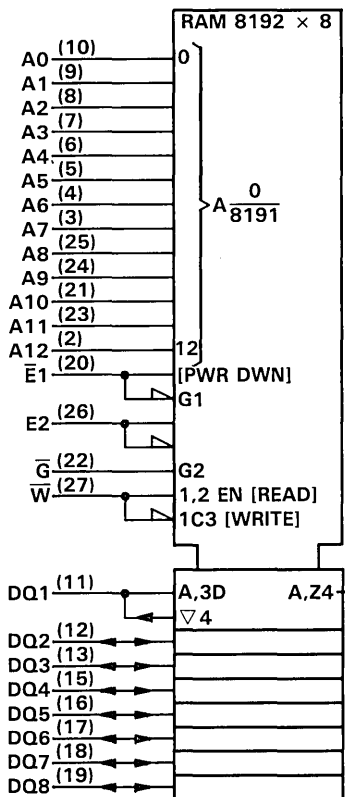 RAM 8192 × 8
A0 (10) 0
A1 (9)
A2 (8)
A3 (7)
A4 (6)
A5 (5)
A6 (4)
A7 (3)
A 0
8191
A8 (25)
A9 (24)
A10 (21)
A11 (23)
A12 (2) 12
E̅1 (20) [PWR DWN]
G1
E2 (26)
G̅ (22) G2
W̅ (27) 1,2 EN [READ]
1C3 [WRITE]
DQ1 (11) A,3D A,Z4
▽ 4
DQ2 (12)
DQ3 (13)
DQ4 (15)
DQ5 (16)
DQ6 (17)
DQ7 (18)
DQ8 (19)